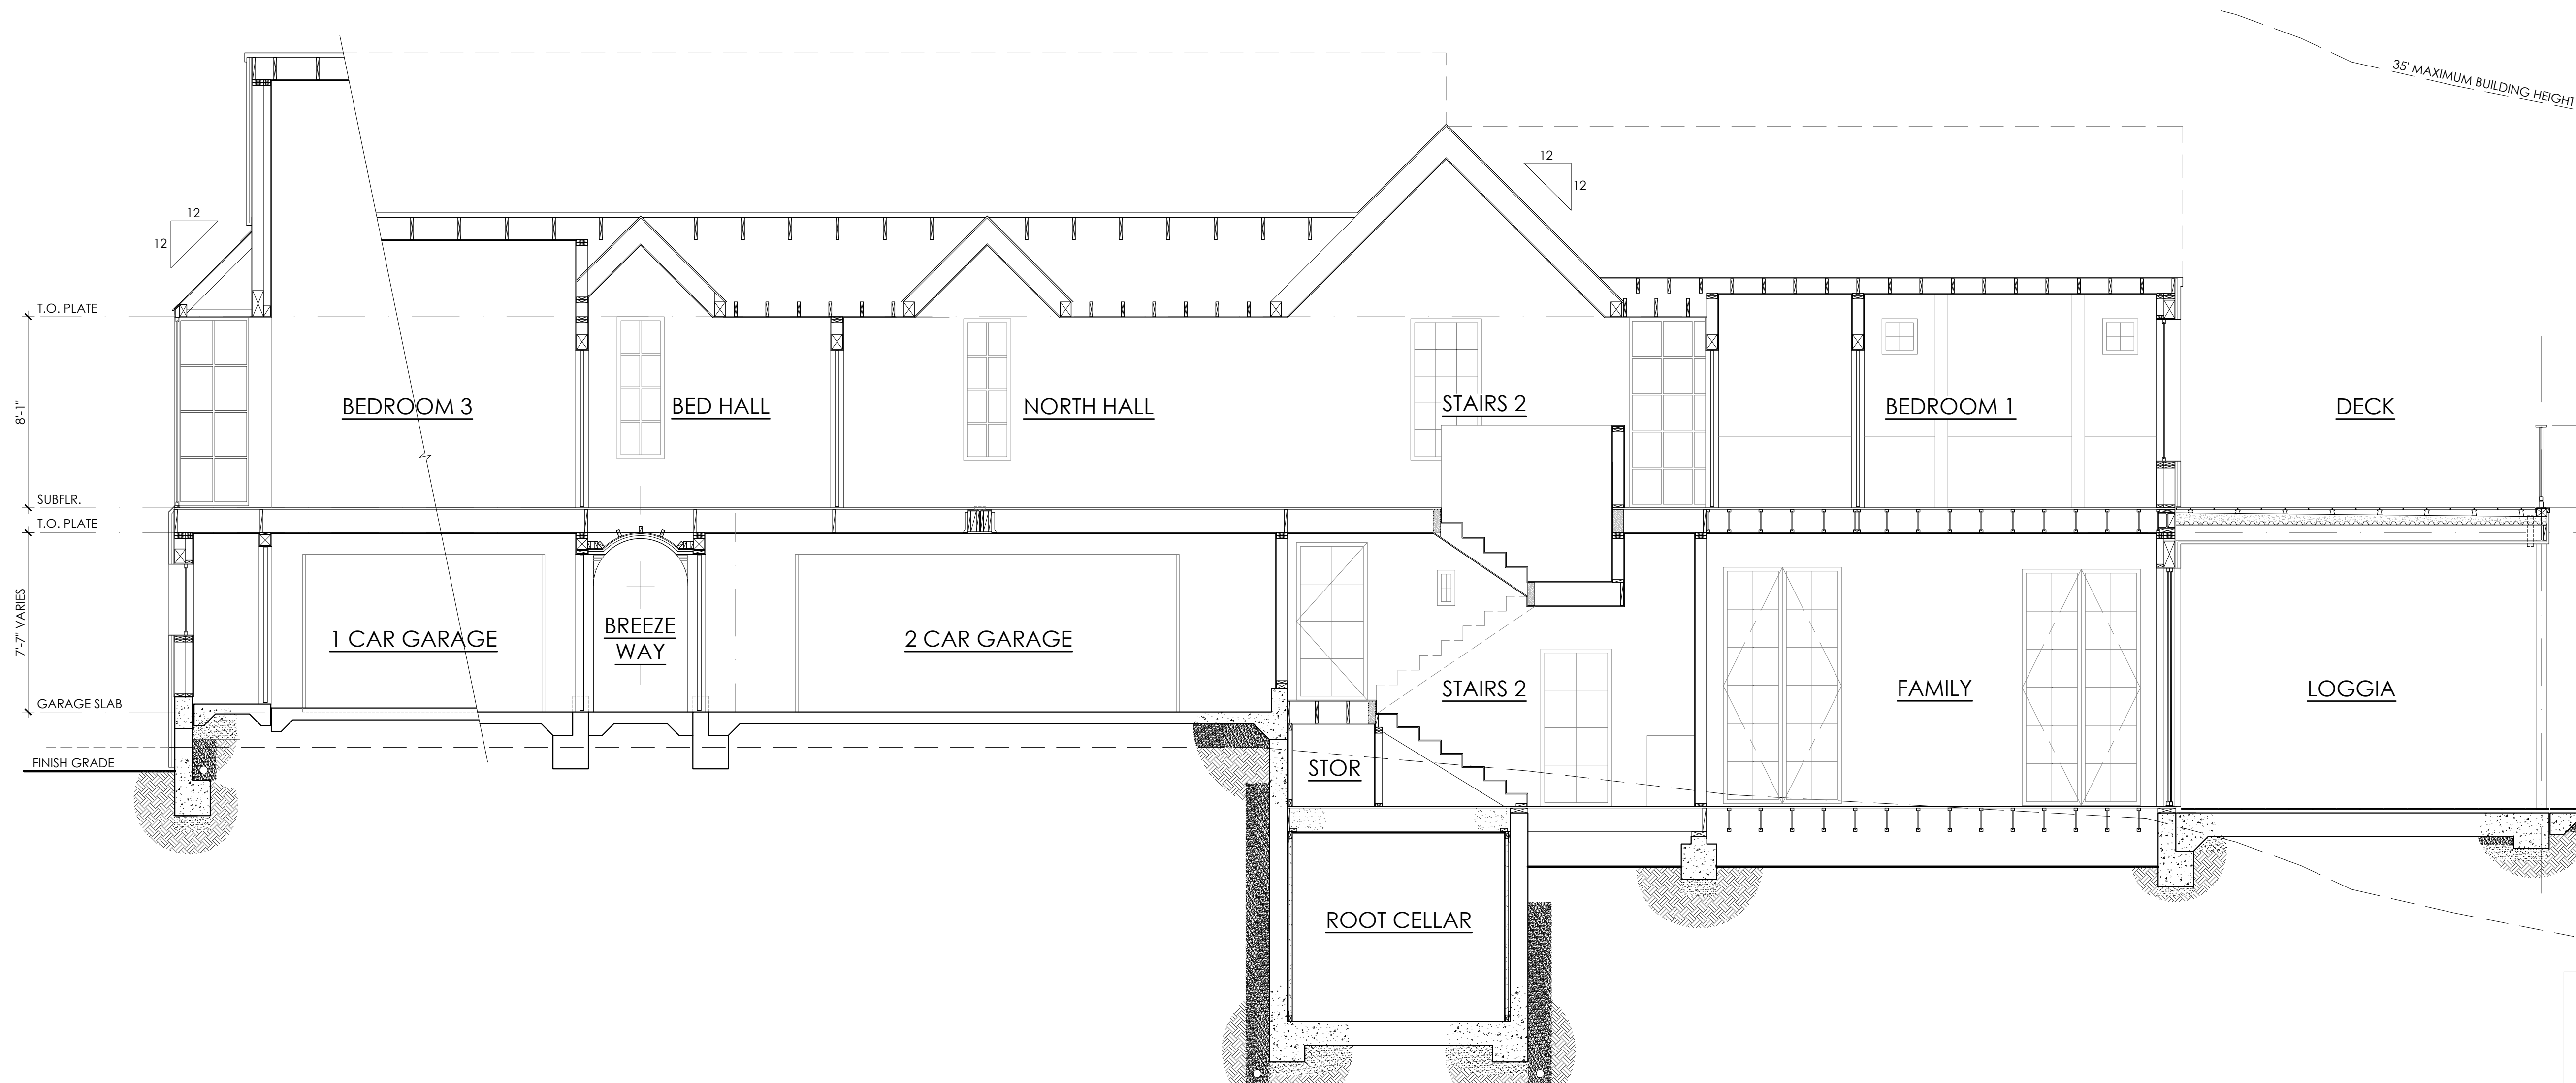 35' MAXIMUM BUILDING HEIGHT
12
12
12
12
T.O. PLATE
8'-1"
BEDROOM 3
BED HALL
NORTH HALL
STAIRS 2
BEDROOM 1
DECK
SUBFLR.
T.O. PLATE
7'-7" VARIES
1 CAR GARAGE
BREEZE
WAY
2 CAR GARAGE
STAIRS 2
FAMILY
LOGGIA
GARAGE SLAB
FINISH GRADE
STOR
ROOT CELLAR